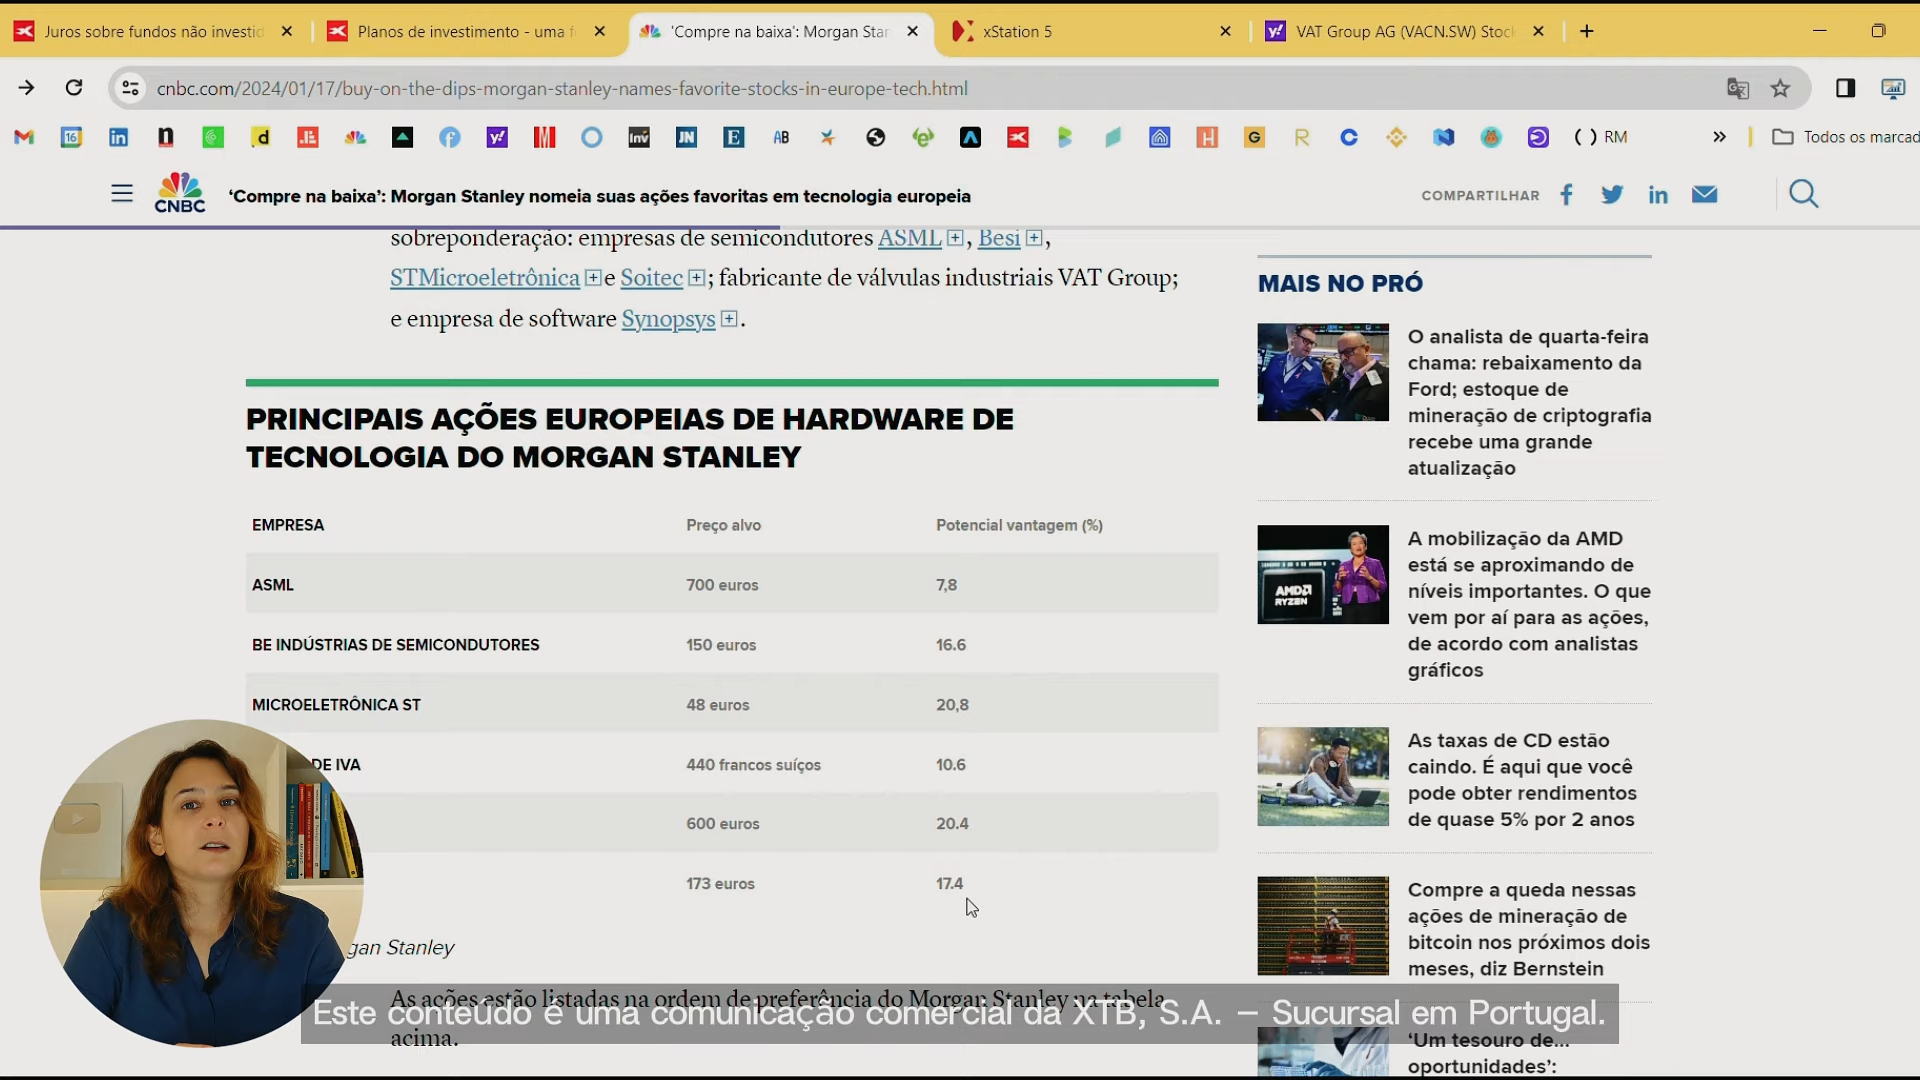 Juros sobre fundos não investid
Planos de investimento - uma f
'Compre na baixa': Morgan Stan
xStation 5
VAT Group AG (VACN.SW) Stoc
cnbc.com/2024/01/17/buy-on-the-dips-morgan-stanley-names-favorite-stocks-in-europe-tech.html
RM
Todos os marcad
CNBC
‘Compre na baixa’: Morgan Stanley nomeia suas ações favoritas em tecnologia europeia
COMPARTILHAR
sobreponderação: empresas de semicondutores ASML, Besi,
STMicroeletrônica e Soitec; fabricante de válvulas industriais VAT Group;
e empresa de software Synopsys.
PRINCIPAIS AÇÕES EUROPEIAS DE HARDWARE DE
TECNOLOGIA DO MORGAN STANLEY
EMPRESA Preço alvo Potencial vantagem (%)
ASML 700 euros 7,8
BE INDÚSTRIAS DE SEMICONDUTORES 150 euros 16.6
MICROELETRÔNICA ST 48 euros 20,8
DE IVA 440 francos suíços 10.6
600 euros 20.4
173 euros 17.4
gan Stanley
As ações estão listadas na ordem de preferência do Morgan Stanley na tabela
acima.
MAIS NO PRÓ
O analista de quarta-feira
chama: rebaixamento da
Ford; estoque de
mineração de criptografia
recebe uma grande
atualização
AMD
RYZEN
A mobilização da AMD
está se aproximando de
níveis importantes. O que
vem por aí para as ações,
de acordo com analistas
gráficos
As taxas de CD estão
caindo. É aqui que você
pode obter rendimentos
de quase 5% por 2 anos
Compre a queda nessas
ações de mineração de
bitcoin nos próximos dois
meses, diz Bernstein
‘Um tesouro de...
oportunidades’:
Este conteúdo é uma comunicação comercial da XTB, S.A. – Sucursal em Portugal.